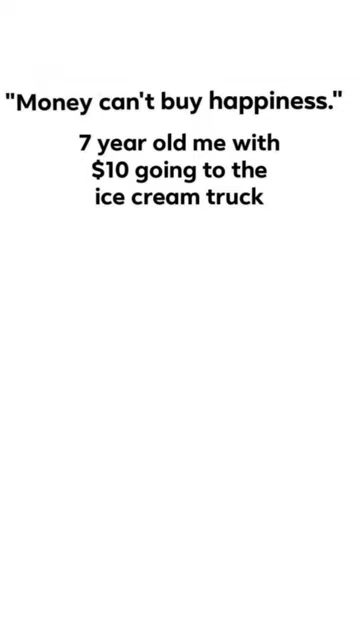 "Money can't buy happiness."
7 year old me with
$10 going to the
ice cream truck